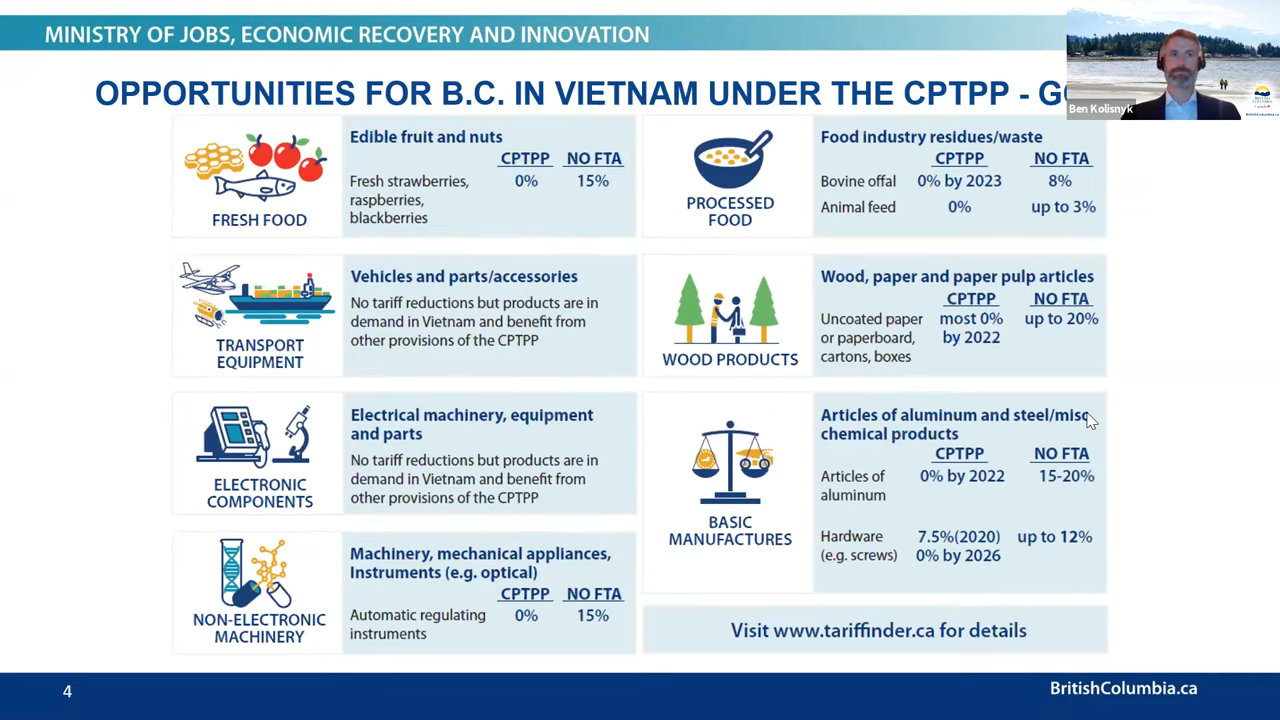 MINISTRY OF JOBS, ECONOMIC RECOVERY AND INNOVATION
OPPORTUNITIES FOR B.C. IN VIETNAM UNDER THE CPTPP -
Ben Kolisnyk
BritishColumbia.ca
FRESH FOOD
Edible fruit and nuts
CPTPP NO FTA
Fresh strawberries, 0% 15%
raspberries,
blackberries
PROCESSED
FOOD
Food industry residues/waste
CPTPP NO FTA
Bovine offal 0% by 2023 8%
Animal feed 0% up to 3%
TRANSPORT
EQUIPMENT
Vehicles and parts/accessories
No tariff reductions but products are in
demand in Vietnam and benefit from
other provisions of the CPTPP
WOOD PRODUCTS
Wood, paper and paper pulp articles
CPTPP NO FTA
Uncoated paper most 0% up to 20%
or paperboard, by 2022
cartons, boxes
ELECTRONIC
COMPONENTS
Electrical machinery, equipment
and parts
No tariff reductions but products are in
demand in Vietnam and benefit from
other provisions of the CPTPP
BASIC
MANUFACTURES
Articles of aluminum and steel/misc
chemical products
CPTPP NO FTA
Articles of 0% by 2022 15-20%
aluminum
Hardware 7.5%(2020) up to 12%
(e.g. screws) 0% by 2026
NON-ELECTRONIC
MACHINERY
Machinery, mechanical appliances,
Instruments (e.g. optical)
CPTPP NO FTA
Automatic regulating 0% 15%
instruments
Visit www.tariffinder.ca for details
4
BritishColumbia.ca